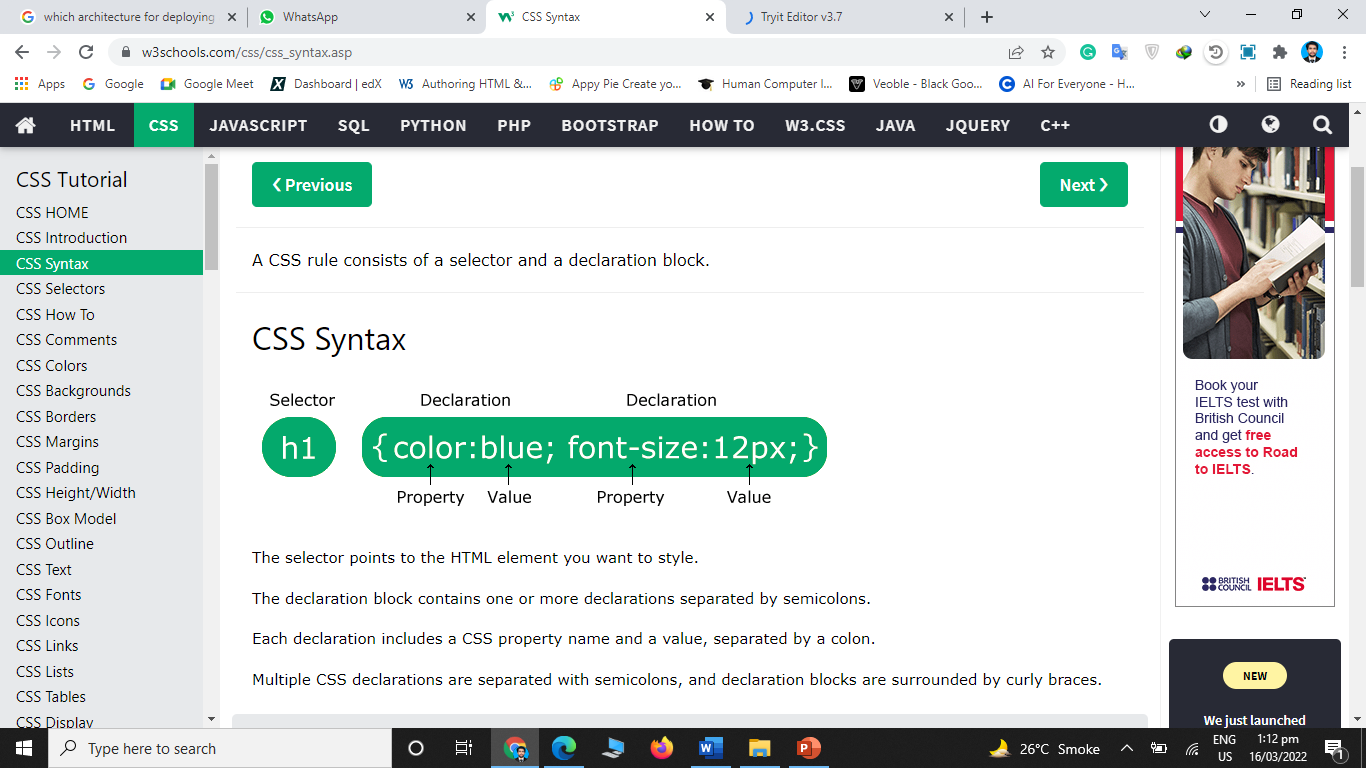 which architecture for deploying
WhatsApp
CSS Syntax
Tryit Editor v3.7
w3schools.com/css/css_syntax.asp
Apps
Google
Google Meet
Dashboard | edX
Authoring HTML &...
Appy Pie Create yo...
Human Computer I...
Veoble - Black Goo...
AI For Everyone - H...
»
Reading list
HTML
CSS
JAVASCRIPT
SQL
PYTHON
PHP
BOOTSTRAP
HOW TO
W3.CSS
JAVA
JQUERY
C++
CSS Tutorial
CSS HOME
CSS Introduction
CSS Syntax
CSS Selectors
CSS How To
CSS Comments
CSS Colors
CSS Backgrounds
CSS Borders
CSS Margins
CSS Padding
CSS Height/Width
CSS Box Model
CSS Outline
CSS Text
CSS Fonts
CSS Icons
CSS Links
CSS Lists
CSS Tables
CSS Display
❮ Previous
Next ❯
A CSS rule consists of a selector and a declaration block.
CSS Syntax
Selector
Declaration
Declaration
h1
{color:blue; font-size:12px;}
Property
Value
Property
Value
The selector points to the HTML element you want to style.
The declaration block contains one or more declarations separated by semicolons.
Each declaration includes a CSS property name and a value, separated by a colon.
Multiple CSS declarations are separated with semicolons, and declaration blocks are surrounded by curly braces.
Book your
IELTS test with
British Council
and get free
access to Road
to IELTS.
BRITISH
COUNCIL
IELTS
NEW
We just launched
Type here to search
26°C Smoke
ENG
US
1:12 pm
16/03/2022
1